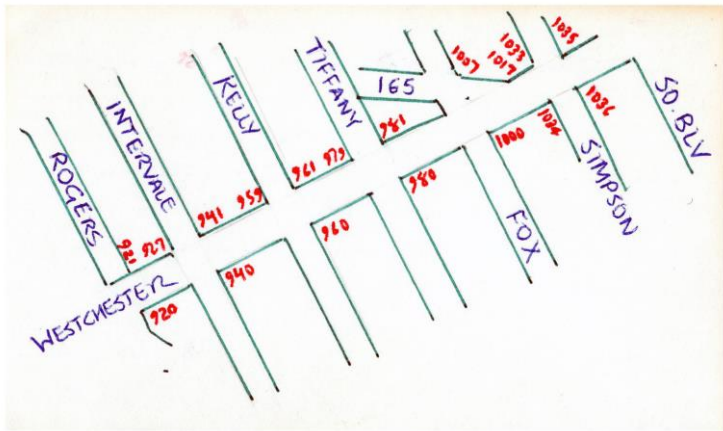 ROGERS
INTERVALE
KELLY
TIFFANY
165
1007
1017
1033
1035
921
927
941
959
961
979
981
WESTCHESTER
920
940
960
980
1000
1024
1036
FOX
SIMPSON
SO. BLV